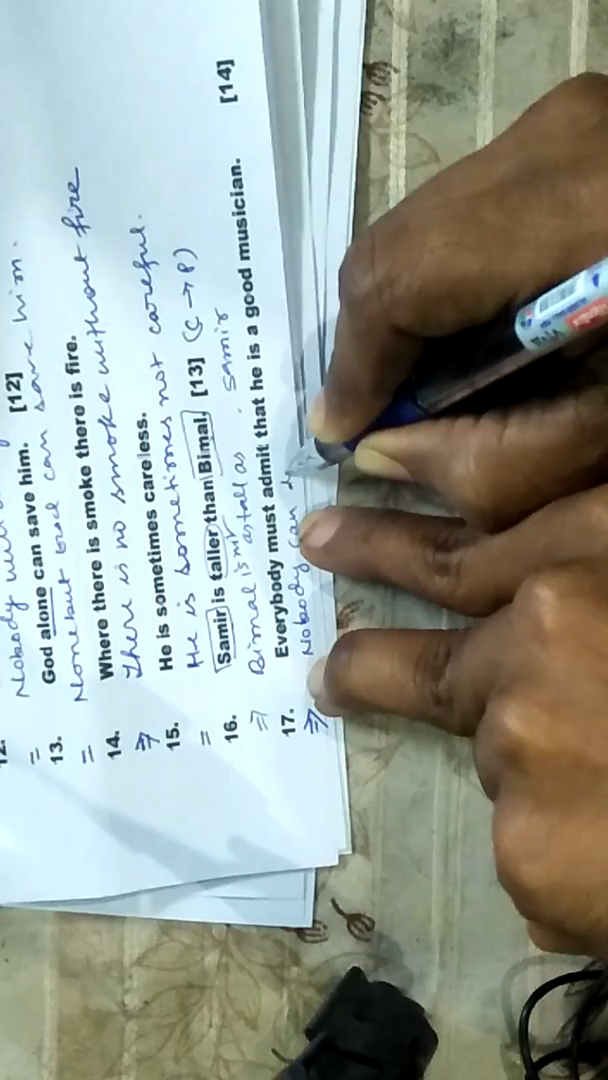 12.
= Nobody
13. God alone can save him. [12]
= None but God can save him.
14. Where there is smoke there is fire.
⇒ There is no smoke without fire
15. He is sometimes careless.
= He is sometimes not careful.
16. Samir is taller than Bimal. [13] (C → P)
⇒ Bimal is not as tall as Samir
17. Everybody must admit that he is a good musician. [14]
⇒ Nobody can